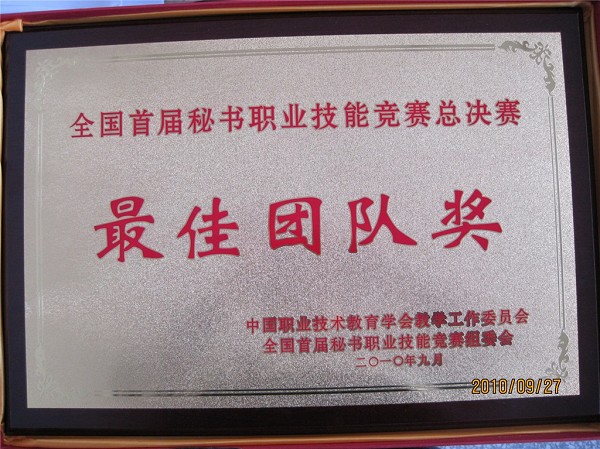 全国首届秘书职业技能竞赛总决赛
最佳团队奖
中国职业技术教育学会教学工作委员会
全国首届秘书职业技能竞赛组委会
二〇一〇年九月
2010/09/27